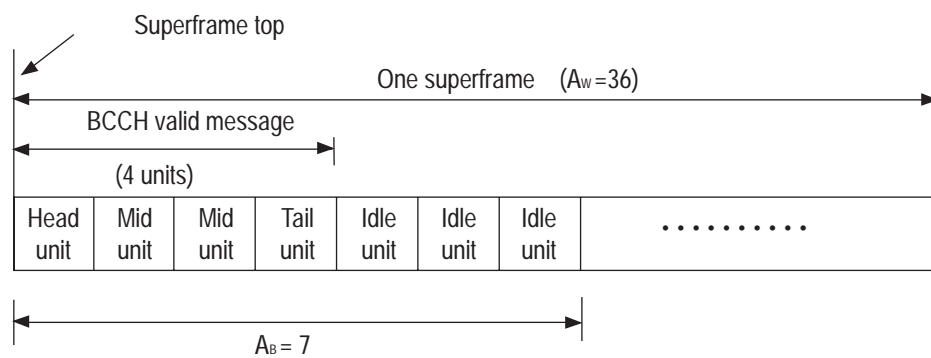 Superframe top
One superframe (Aw=36)
BCCH valid message
(4 units)
Head unit
Mid unit
Mid unit
Tail unit
Idle unit
Idle unit
Idle unit
..........
AB = 7